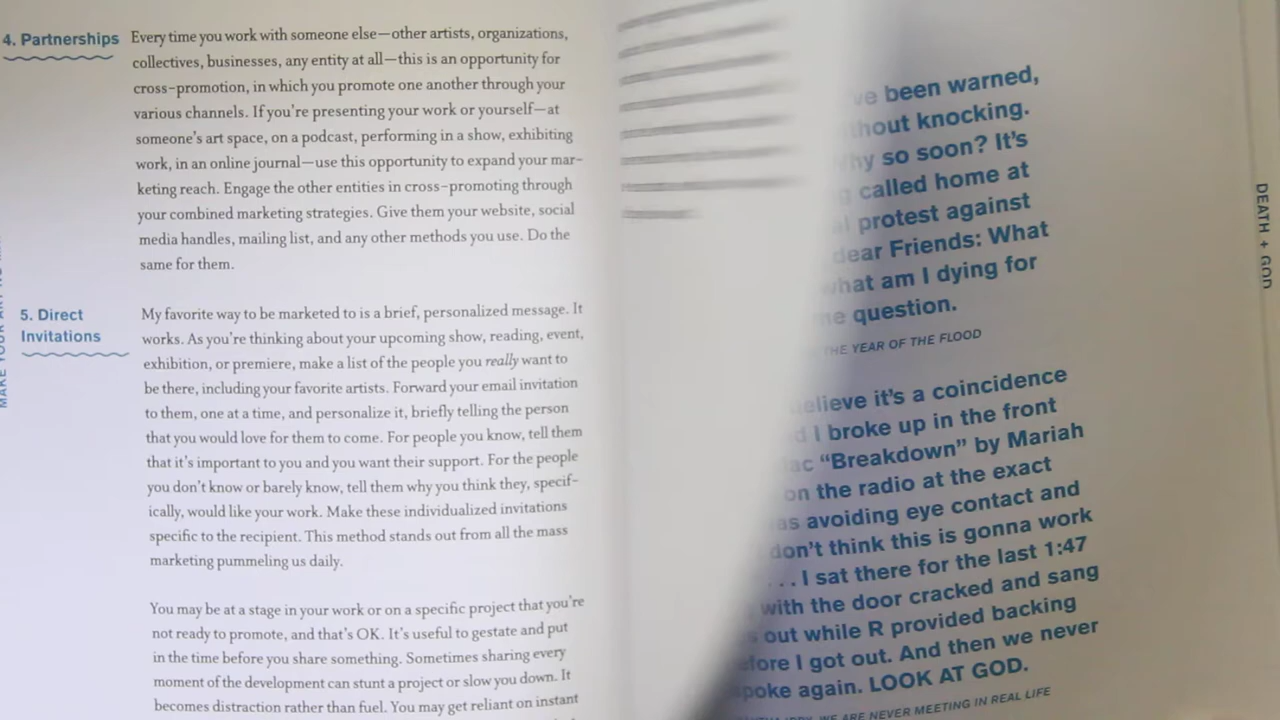 4. Partnerships
Every time you work with someone else—other artists, organizations,
collectives, businesses, any entity at all—this is an opportunity for
cross-promotion, in which you promote one another through your
various channels. If you're presenting your work or yourself—at
someone's art space, on a podcast, performing in a show, exhibiting
work, in an online journal—use this opportunity to expand your mar-
keting reach. Engage the other entities in cross-promoting through
your combined marketing strategies. Give them your website, social
media handles, mailing list, and any other methods you use. Do the
same for them.
5. Direct
Invitations
My favorite way to be marketed to is a brief, personalized message. It
works. As you're thinking about your upcoming show, reading, event,
exhibition, or premiere, make a list of the people you really want to
be there, including your favorite artists. Forward your email invitation
to them, one at a time, and personalize it, briefly telling the person
that you would love for them to come. For people you know, tell them
that it's important to you and you want their support. For the people
you don't know or barely know, tell them why you think they, specif-
ically, would like your work. Make these individualized invitations
specific to the recipient. This method stands out from all the mass
marketing pummeling us daily.
You may be at a stage in your work or on a specific project that you're
not ready to promote, and that's OK. It's useful to gestate and put
in the time before you share something. Sometimes sharing every
moment of the development can stunt a project or slow you down. It
becomes distraction rather than fuel. You may get reliant on instant
MAKE YOUR ART
been warned,
knocking.
so soon? It's
called home at
protest against
dear Friends: What
what am I dying for
question.
THE YEAR OF THE FLOOD
it's a coincidence
I broke up in the front
"Breakdown" by Mariah
on the radio at the exact
avoiding eye contact and
don't think this is gonna work
. . . I sat there for the last 1:47
with the door cracked and sang
out while R provided backing
I got out. And then we never
spoke again. LOOK AT GOD.
WE ARE NEVER MEETING IN REAL LIFE
DEATH + GOD